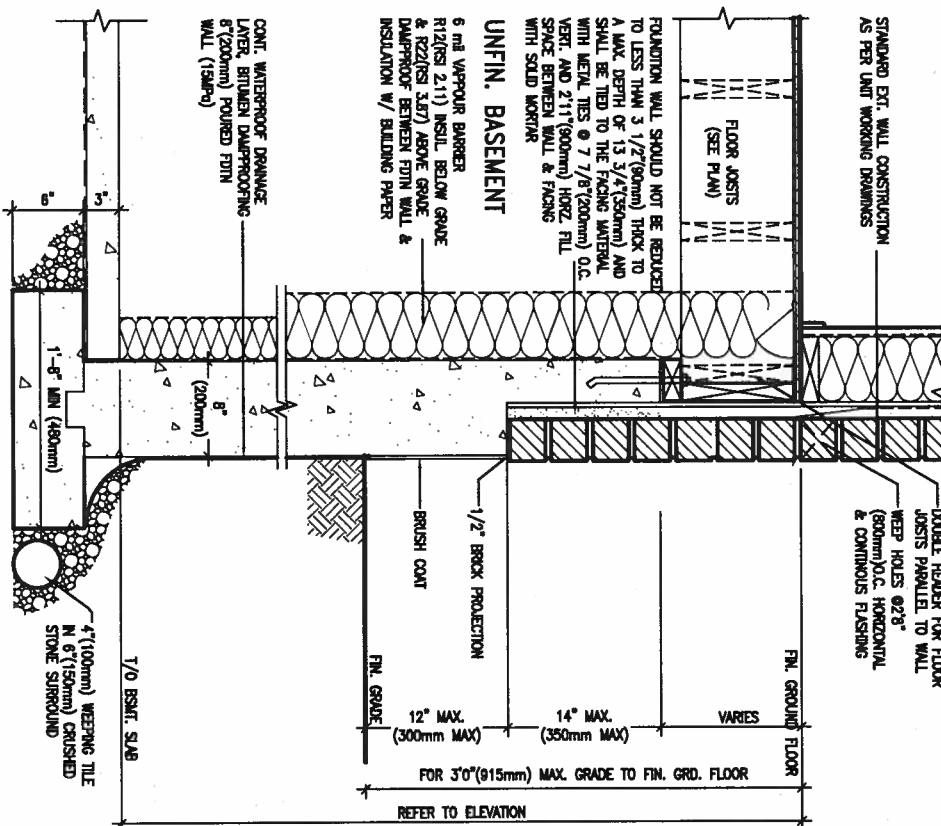 STANDARD EXT. WALL CONSTRUCTION
AS PER UNIT WORKING DRAWINGS
FLOOR JOISTS
(SEE PLAN)
FOUNDTION WALL SHOULD NOT BE REDUCED
TO LESS THAN 3 1/2"(90mm) THICK TO
A MAX. DEPTH OF 13 3/4"(350mm) AND
SHALL BE TIED TO THE FACING MATERIAL
WITH METAL TIES @ 7 7/8"(200mm) O.C.
VERT. AND 2'11"(900mm) HORZ. FILL
SPACE BETWEEN WALL & FACING
WITH SOLID MORTAR
UNFIN. BASEMENT
6 mil VAPPOUR BARRIER
R12(RSI 2.11) INSUL BELOW GRADE
& R22(RSI 3.87) ABOVE GRADE
DAMPPROOF BETWEEN FDTN WALL &
INSULATION W/ BUILDING PAPER
CONT. WATERPROOF DRAINAGE
LAYER, BITUMEN DAMPPROOFING
8"(200mm) POURED FDTN
WALL (15MPa)
6"
3"
1'-8" MIN (480mm)
8"
(200mm)
DOUBLE HEADER FOR FLOOR
JOISTS PARALLEL TO WALL
WEEP HOLES @2'8"
(800mm)O.C. HORIZONTAL
& CONTINOUS FLASHING
1/2" BRICK PROJECTION
BRUSH COAT
FIN. GROUND FLOOR
FIN. GRADE
T/O BSMT. SLAB
4"(100mm) WEEPING TILE
IN 6"(150mm) CRUSHED
STONE SURROUND
12" MAX.
(300mm MAX)
14" MAX.
(350mm MAX)
VARIES
FOR 3'0"(915mm) MAX. GRADE TO FIN. GRD. FLOOR
REFER TO ELEVATION